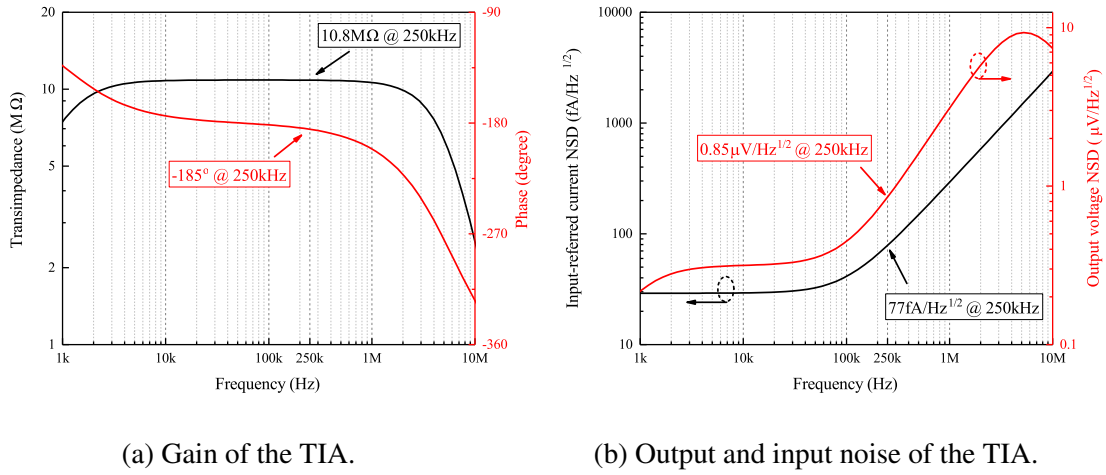 20
10
5
2
1
Transimpedance (MΩ)
10.8MΩ @ 250kHz
-185° @ 250kHz
-90
-180
-270
-360
Phase (degree)
1k
10k
100k
250k
1M
10M
Frequency (Hz)
(a) Gain of the TIA.
10000
1000
100
10
Input-referred current NSD (fA/Hz^1/2)
0.85μV/Hz^1/2 @ 250kHz
77fA/Hz^1/2 @ 250kHz
10
1
0.1
Output voltage NSD ( μV/Hz^1/2)
1k
10k
100k
250k
1M
10M
Frequency (Hz)
(b) Output and input noise of the TIA.